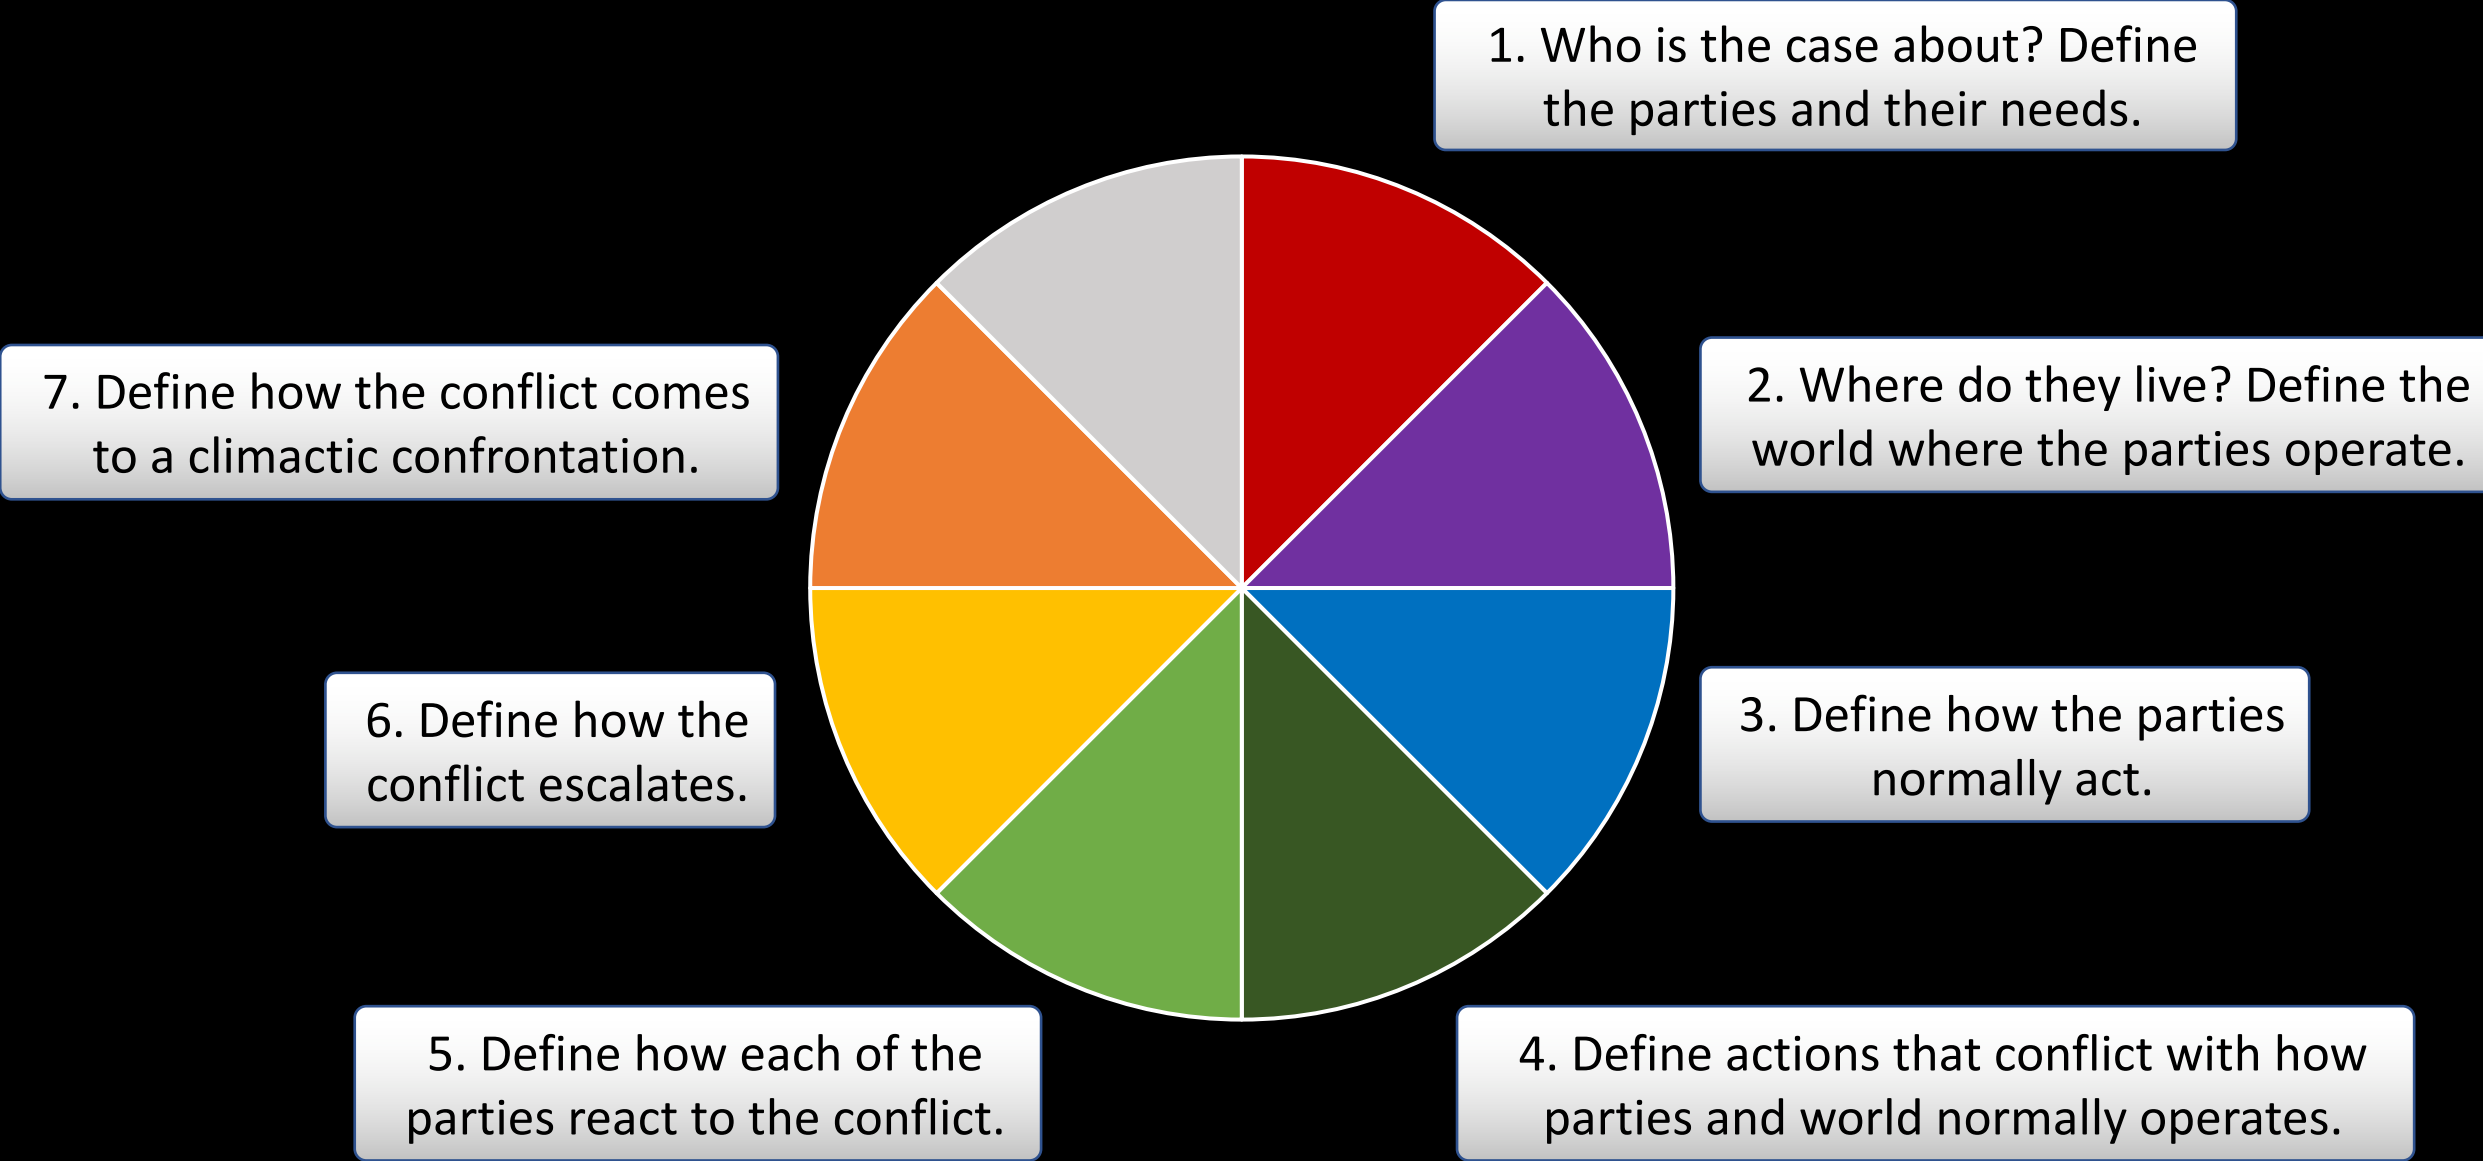 1. Who is the case about? Define
the parties and their needs.
2. Where do they live? Define the
world where the parties operate.
3. Define how the parties
normally act.
4. Define actions that conflict with how
parties and world normally operates.
5. Define how each of the
parties react to the conflict.
6. Define how the
conflict escalates.
7. Define how the conflict comes
to a climactic confrontation.